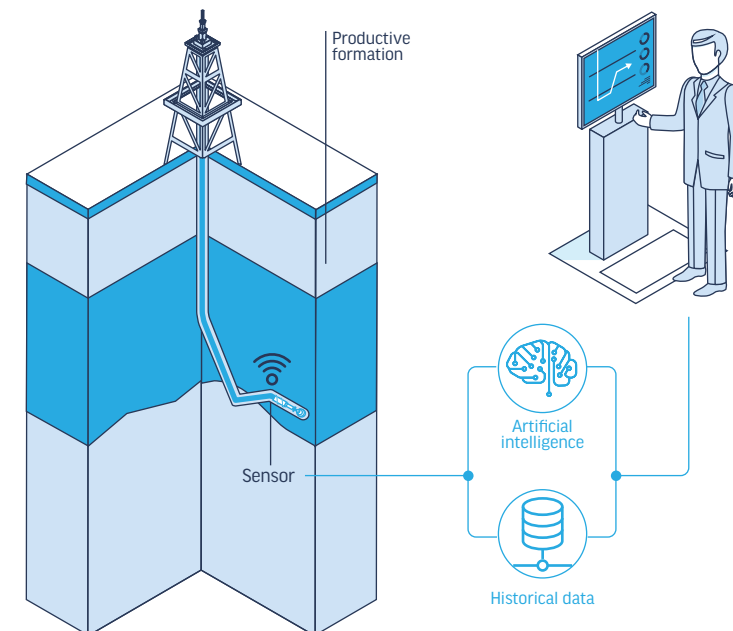 Productive
formation
Sensor
Artificial
intelligence
Historical data